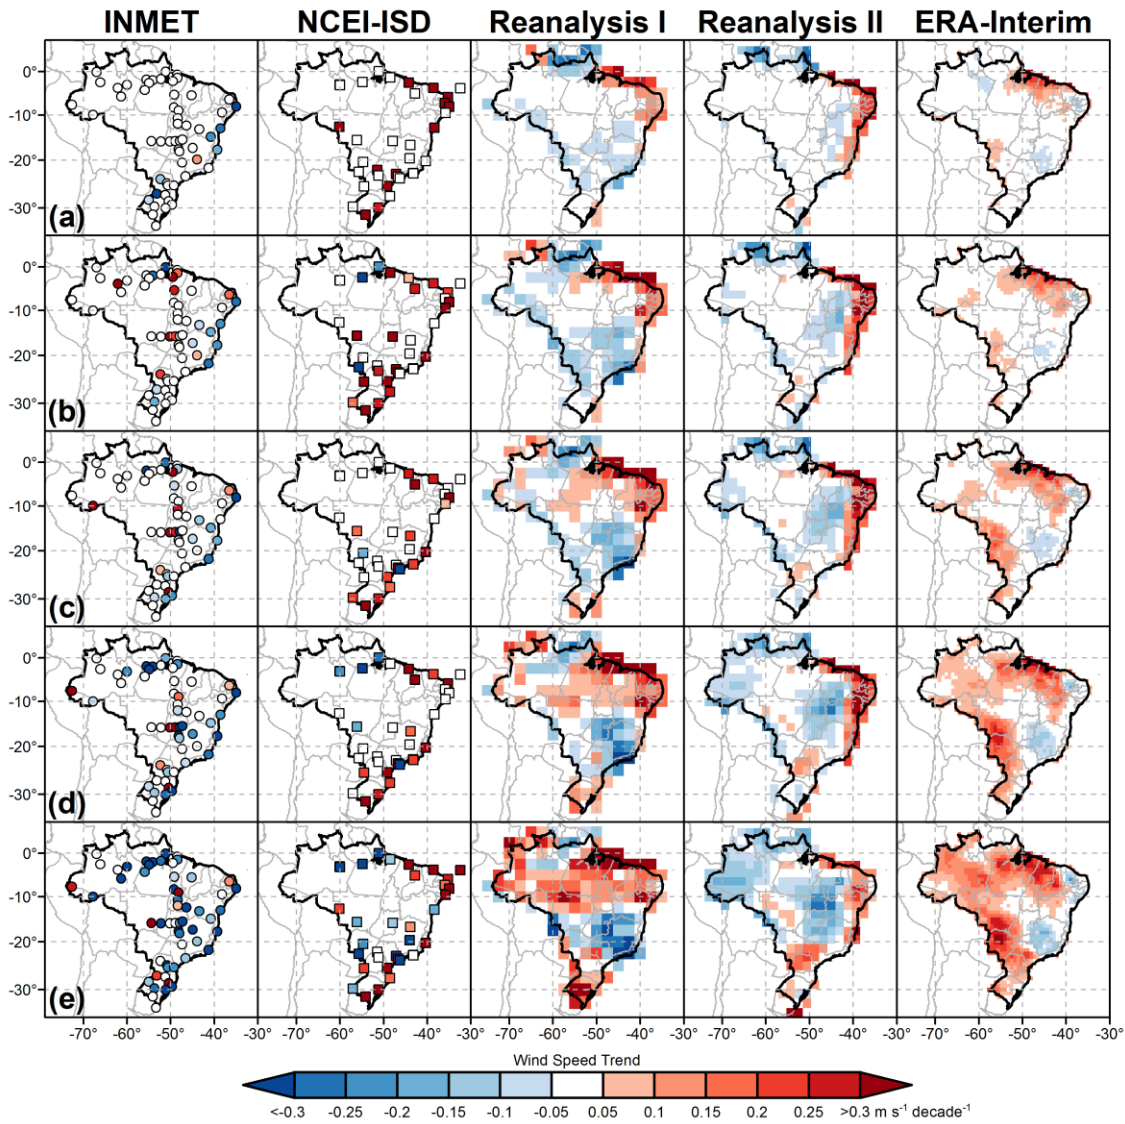 INMET NCEI-ISD Reanalysis I Reanalysis II ERA-Interim
0°
-10°
-20°
-30°
(a)
0°
-10°
-20°
-30°
(b)
0°
-10°
-20°
-30°
(c)
0°
-10°
-20°
-30°
(d)
0°
-10°
-20°
-30°
(e)
-70° -60° -50° -40° -30° -70° -60° -50° -40° -30° -70° -60° -50° -40° -30° -70° -60° -50° -40° -30° -70° -60° -50° -40° -30°
Wind Speed Trend
<-0.3 -0.25 -0.2 -0.15 -0.1 -0.05 0.05 0.1 0.15 0.2 0.25 >0.3 m s⁻¹ decade⁻¹